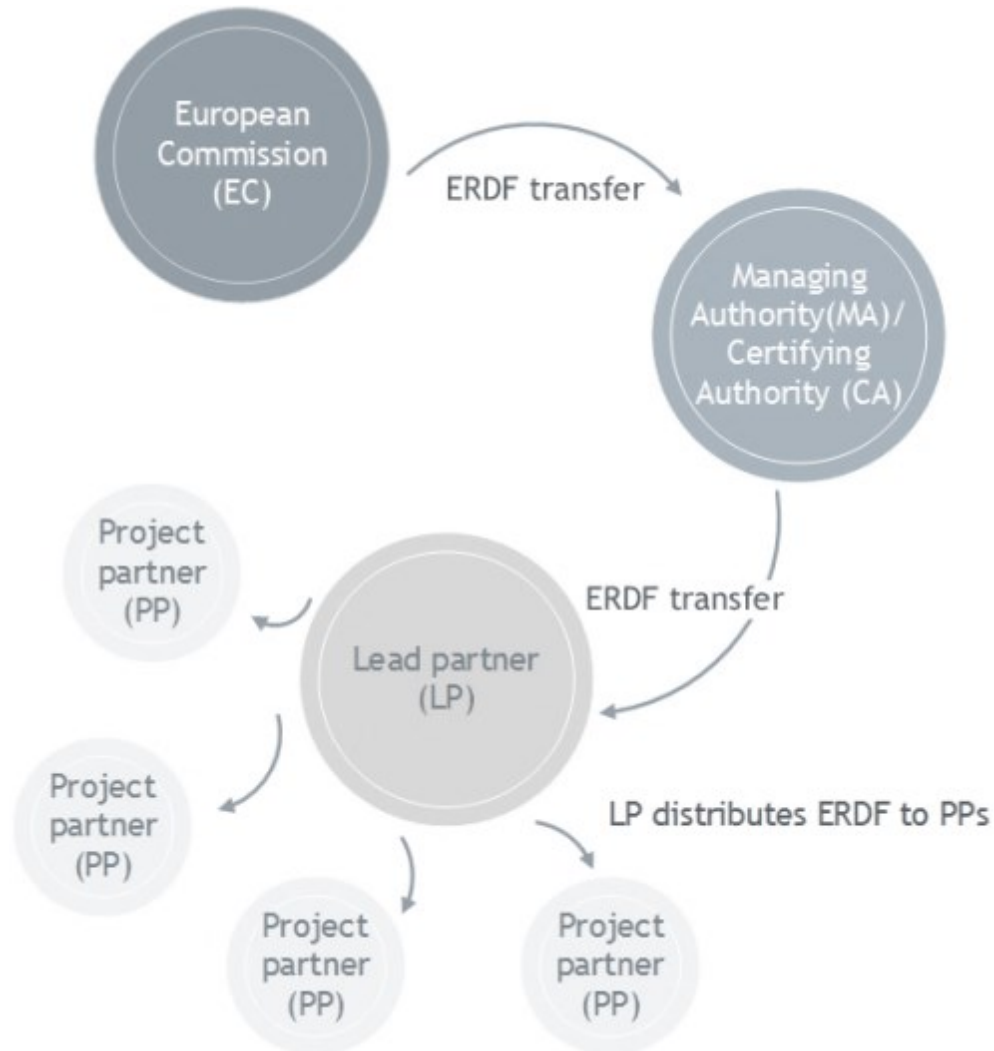 European
Commission
(EC)
ERDF transfer
Managing
Authority(MA)/
Certifying
Authority (CA)
Project
partner
(PP)
ERDF transfer
Lead partner
(LP)
Project
partner
(PP)
LP distributes ERDF to PPs
Project
partner
(PP)
Project
partner
(PP)